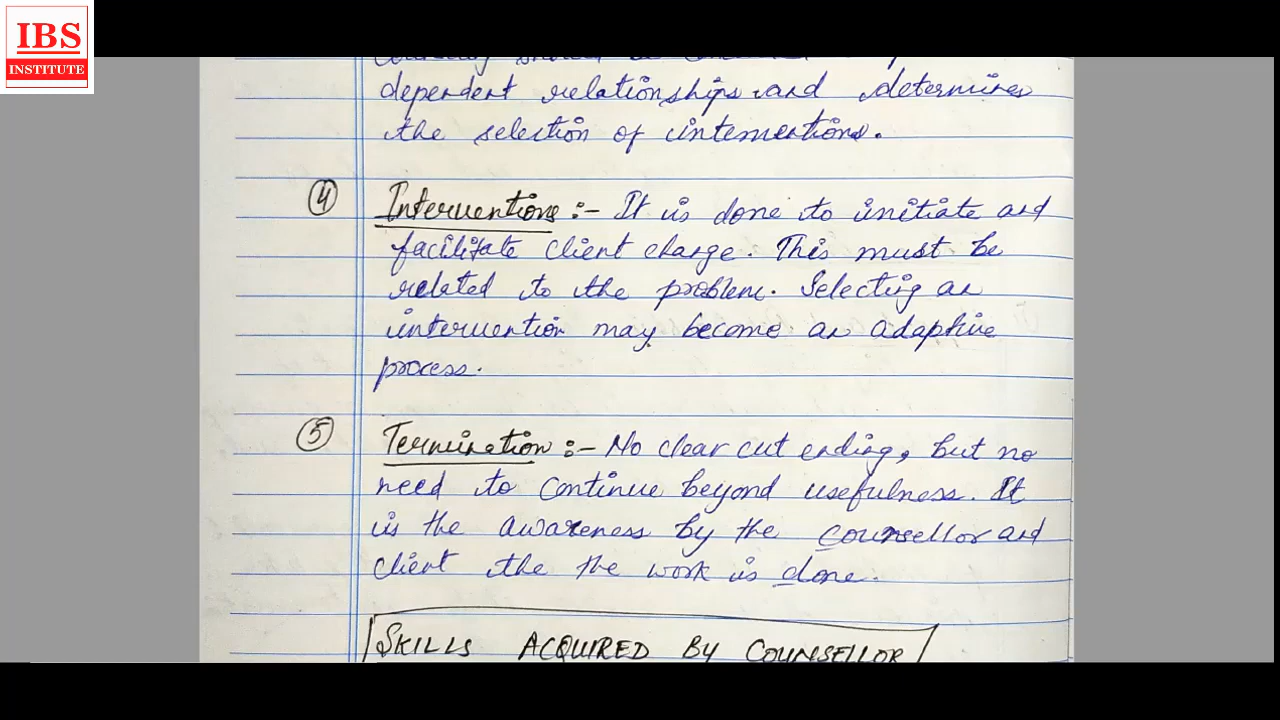 IBS
INSTITUTE
dependent relationships and determines
the selection of interventions.
④ Interventions :- It is done to initiate and
facilitate client change. This must be
related to the problem. Selecting an
intervention may become an adaptive
process.
⑤ Termination :- No clear cut ending, but no
need to continue beyond usefulness. It
is the awareness by the counsellor and
client the the work is done.
SKILLS ACQUIRED BY COUNSELLOR